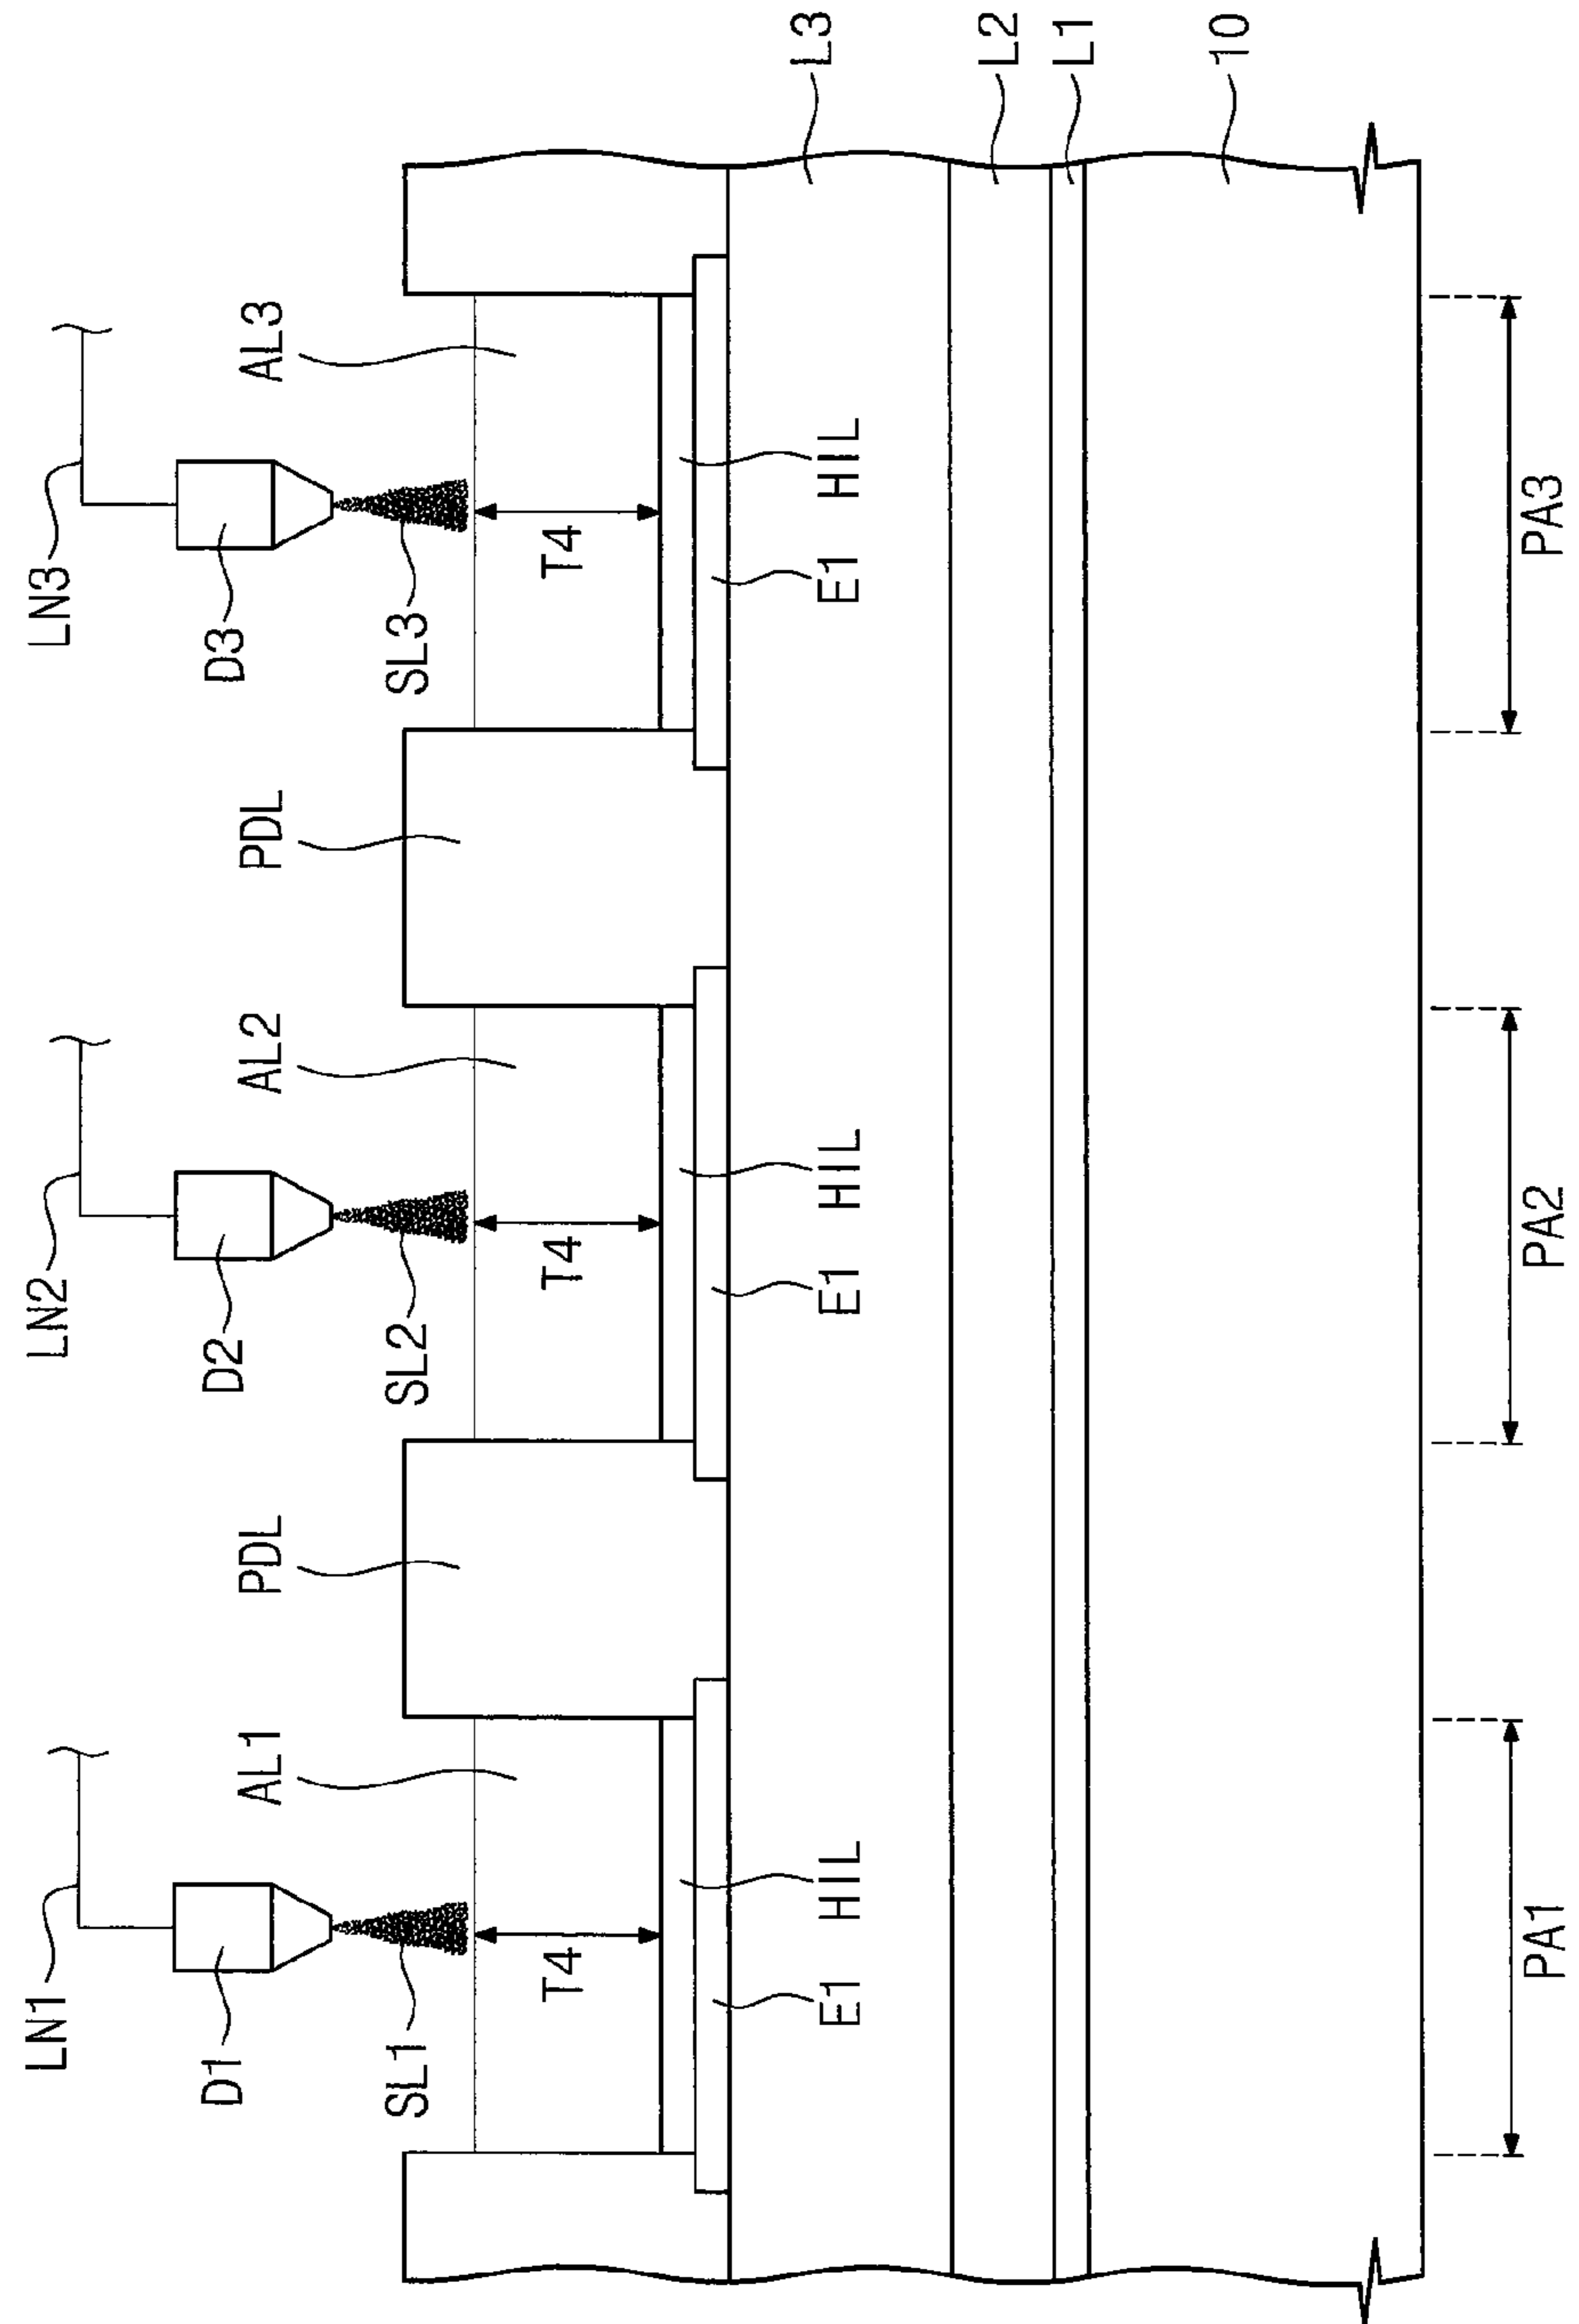 LN1 LN2 LN3
D1 D2 D3
AL1 PDL AL2 PDL AL3
SL1 SL2 SL3
T4 T4 T4
E1 HIL E1 HIL E1 HIL L3
L2
L1
10
PA1 PA2 PA3